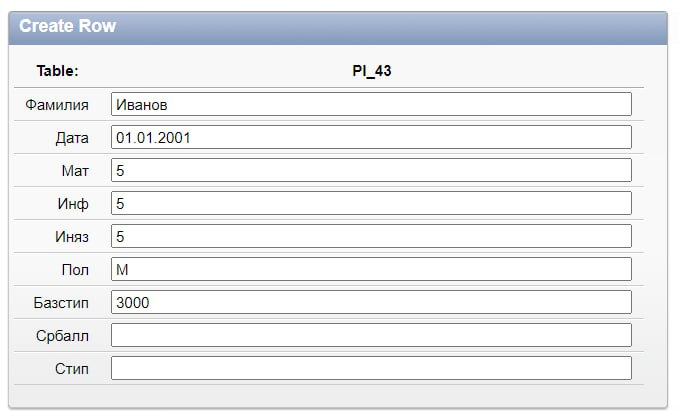 Create Row
Table: PI_43
Фамилия Иванов
Дата 01.01.2001
Мат 5
Инф 5
Иняз 5
Пол М
Базстип 3000
Србалл
Стип